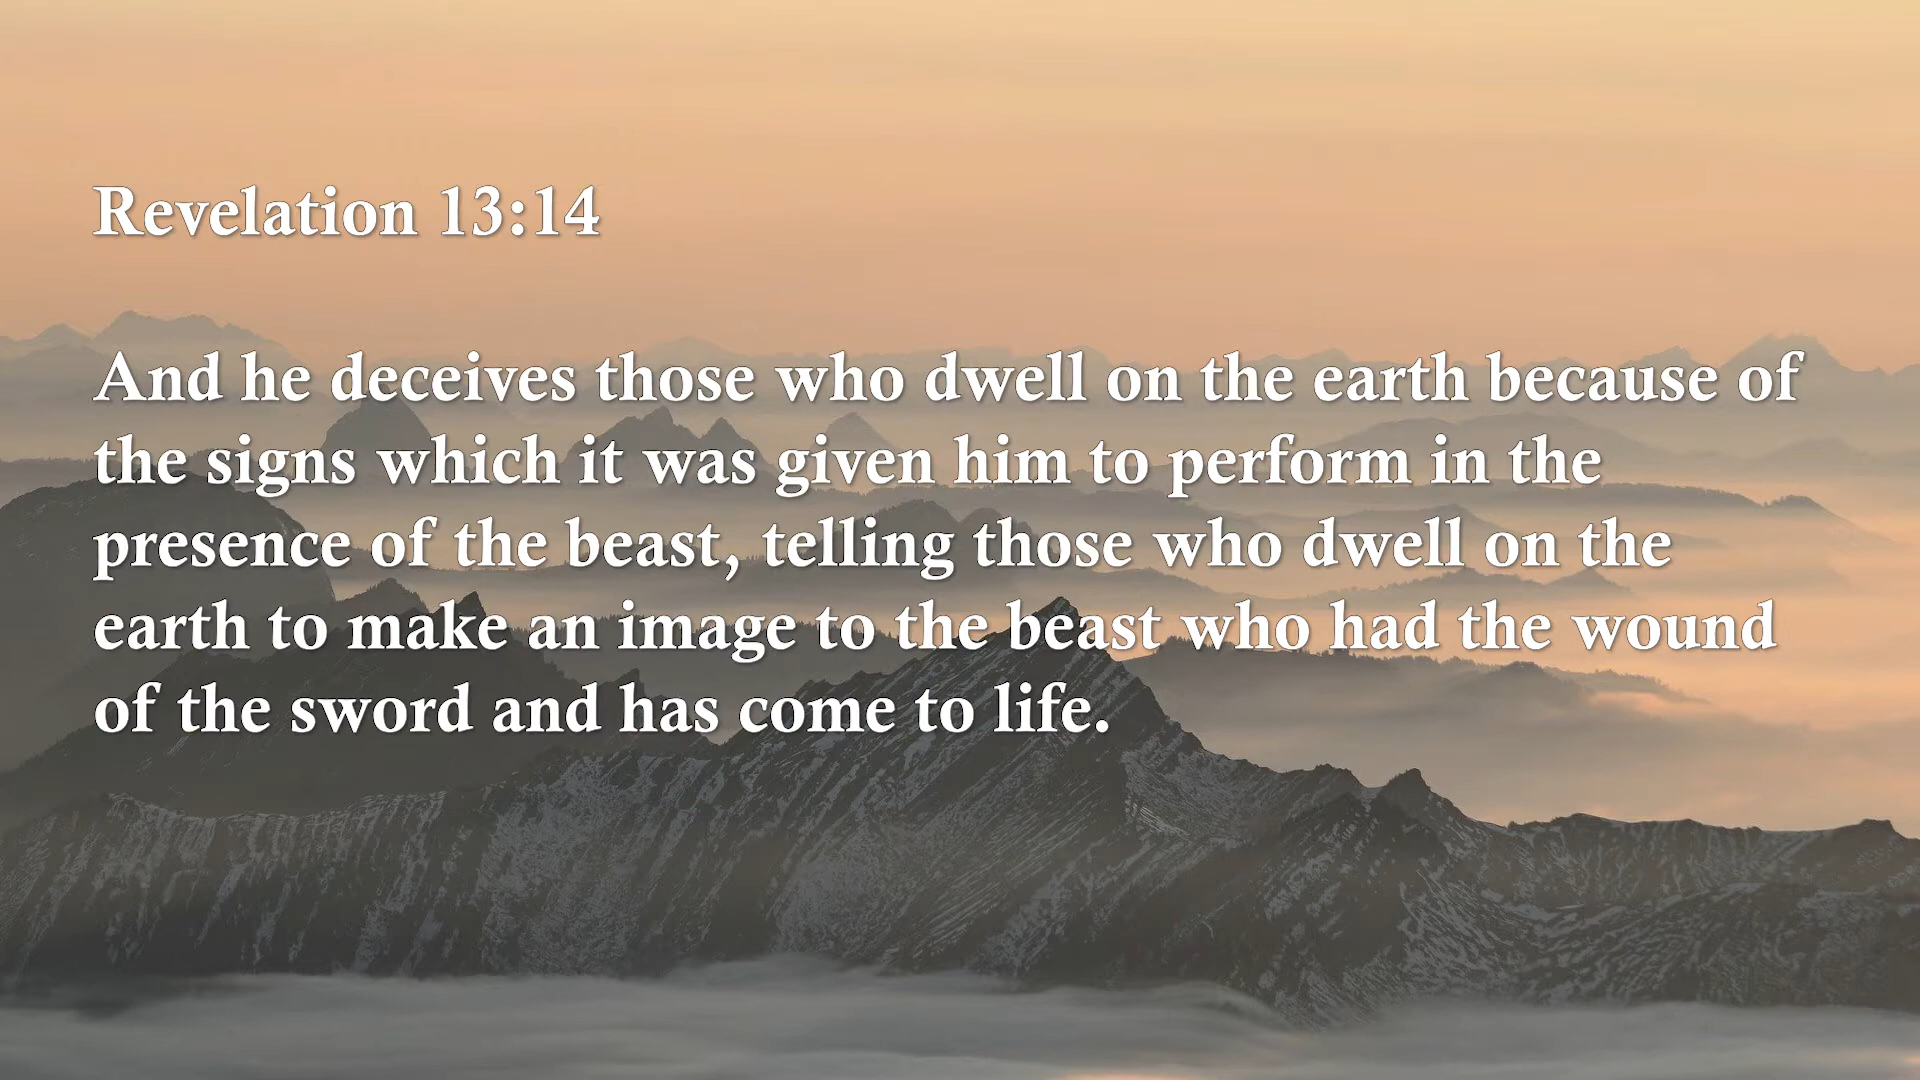 Revelation 13:14
And he deceives those who dwell on the earth because of
the signs which it was given him to perform in the
presence of the beast, telling those who dwell on the
earth to make an image to the beast who had the wound
of the sword and has come to life.